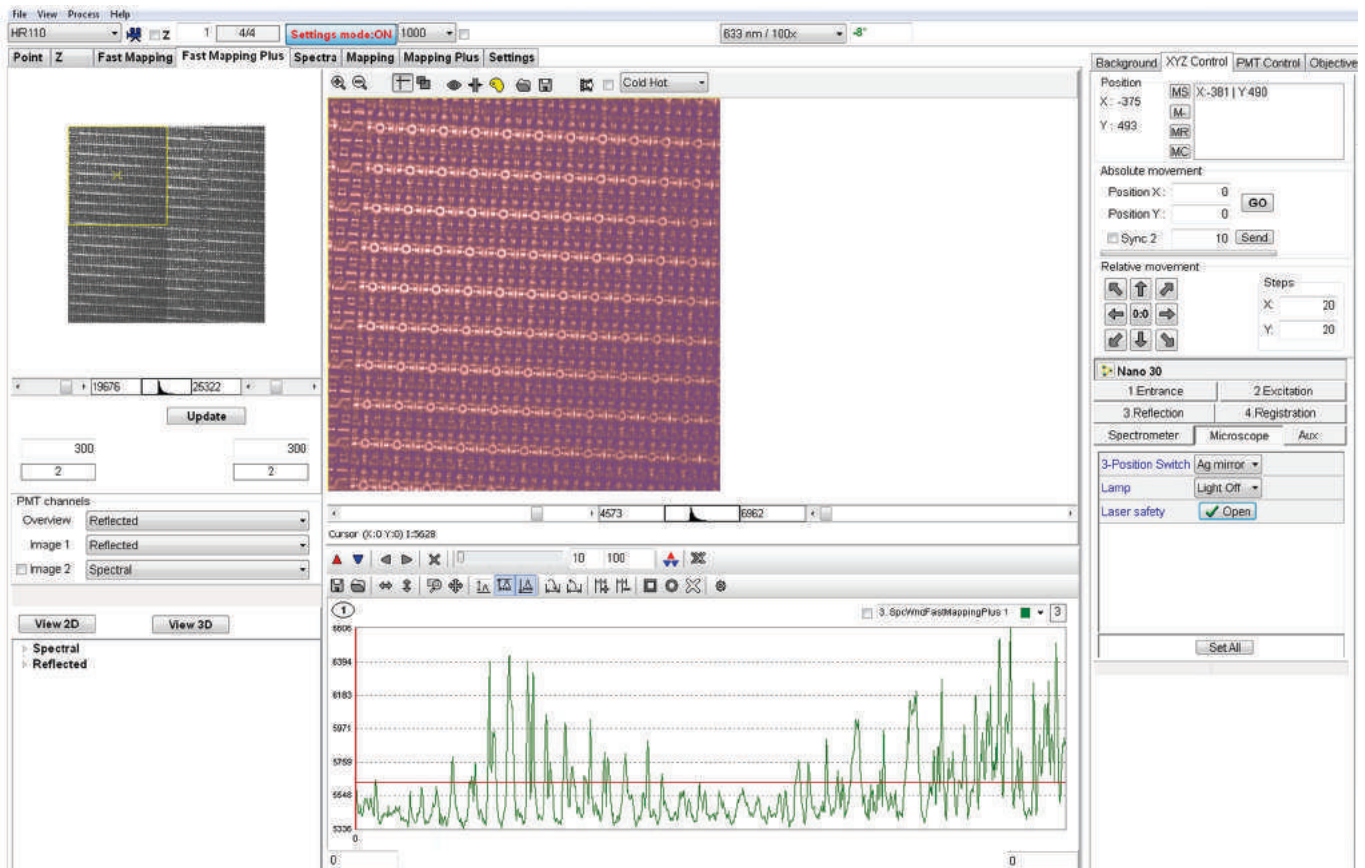 File View Process Help
HR110 Z 1 4/4 Settings mode:ON 1000 633 nm / 100x -8°
Point Z Fast Mapping Fast Mapping Plus Spectra Mapping Mapping Plus Settings
Cold Hot
19676 25322
Update
300 300
2 2
PMT channels
Overview Reflected
Image 1 Reflected
Image 2 Spectral
View 2D View 3D
Spectral
Reflected
4573 6962
Cursor (X:0 Y:0) I:5628
10 100
1 3. SpcWndFastMappingPlus 1 3
6606
6394
6183
5971
5759
5548
5336
0
0 0
Background XYZ Control PMT Control Objective
Position
X : -375
Y : 493
MS X:-381 | Y:490
M-
MR
MC
Absolute movement
Position X : 0
Position Y : 0
GO
Sync 2 10 Send
Relative movement
0:0
Steps
X: 20
Y: 20
Nano 30
1.Entrance 2.Excitation
3.Reflection 4.Registration
Spectrometer Microscope Aux
3-Position Switch Ag mirror
Lamp Light Off
Laser safety Open
Set All